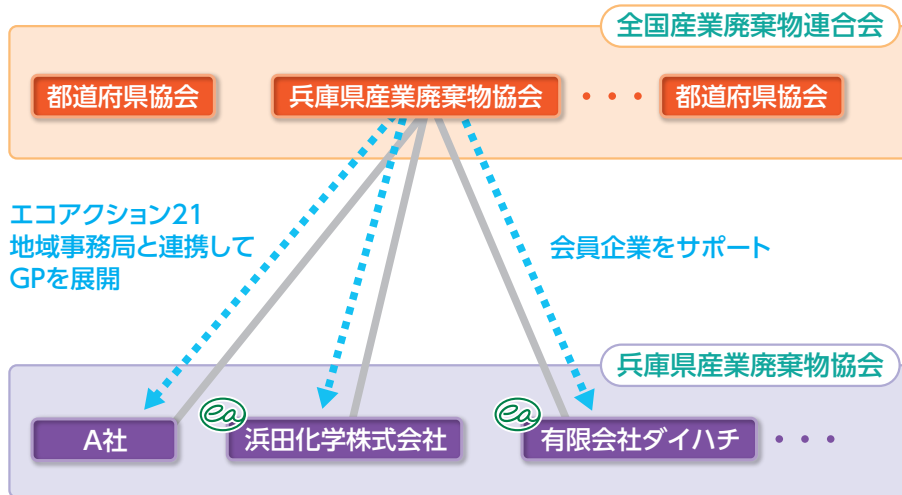 全国産業廃棄物連合会
都道府県協会
兵庫県産業廃棄物協会
・・・
都道府県協会
エコアクション21
地域事務局と連携して
GPを展開
会員企業をサポート
兵庫県産業廃棄物協会
A社
ea
浜田化学株式会社
ea
有限会社ダイハチ
・・・